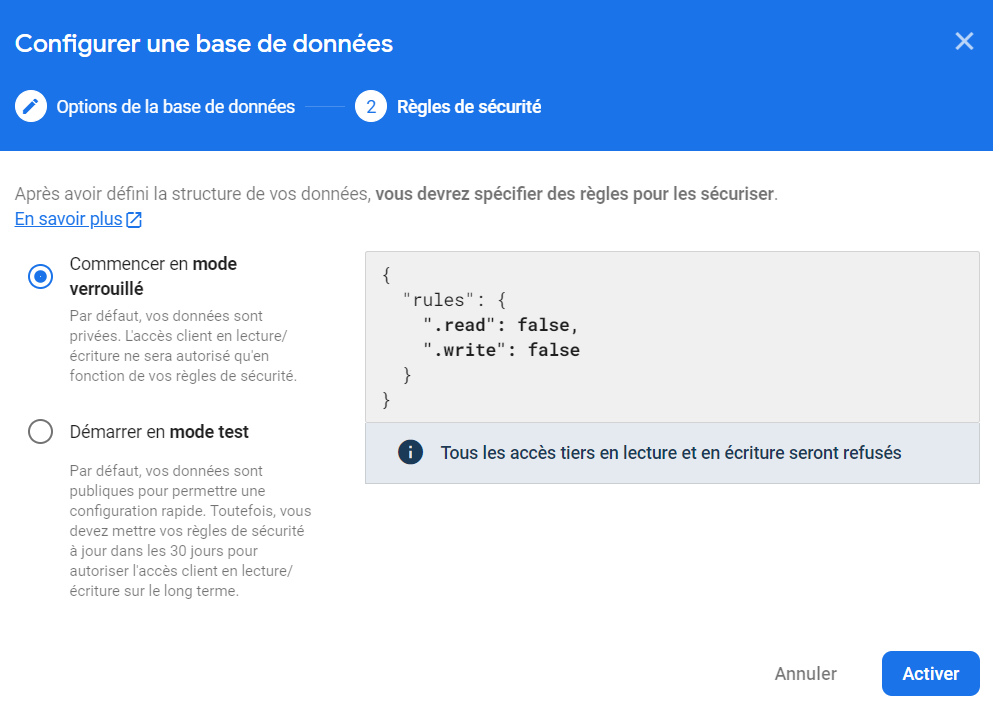 Configurer une base de données
Options de la base de données
2 Règles de sécurité
Après avoir défini la structure de vos données, vous devrez spécifier des règles pour les sécuriser.
En savoir plus
Commencer en mode
verrouillé
Par défaut, vos données sont
privées. L'accès client en lecture/
écriture ne sera autorisé qu'en
fonction de vos règles de sécurité.
Démarrer en mode test
Par défaut, vos données sont
publiques pour permettre une
configuration rapide. Toutefois, vous
devez mettre vos règles de sécurité
à jour dans les 30 jours pour
autoriser l'accès client en lecture/
écriture sur le long terme.
{
  "rules": {
    ".read": false,
    ".write": false
  }
}
Tous les accès tiers en lecture et en écriture seront refusés
Annuler
Activer